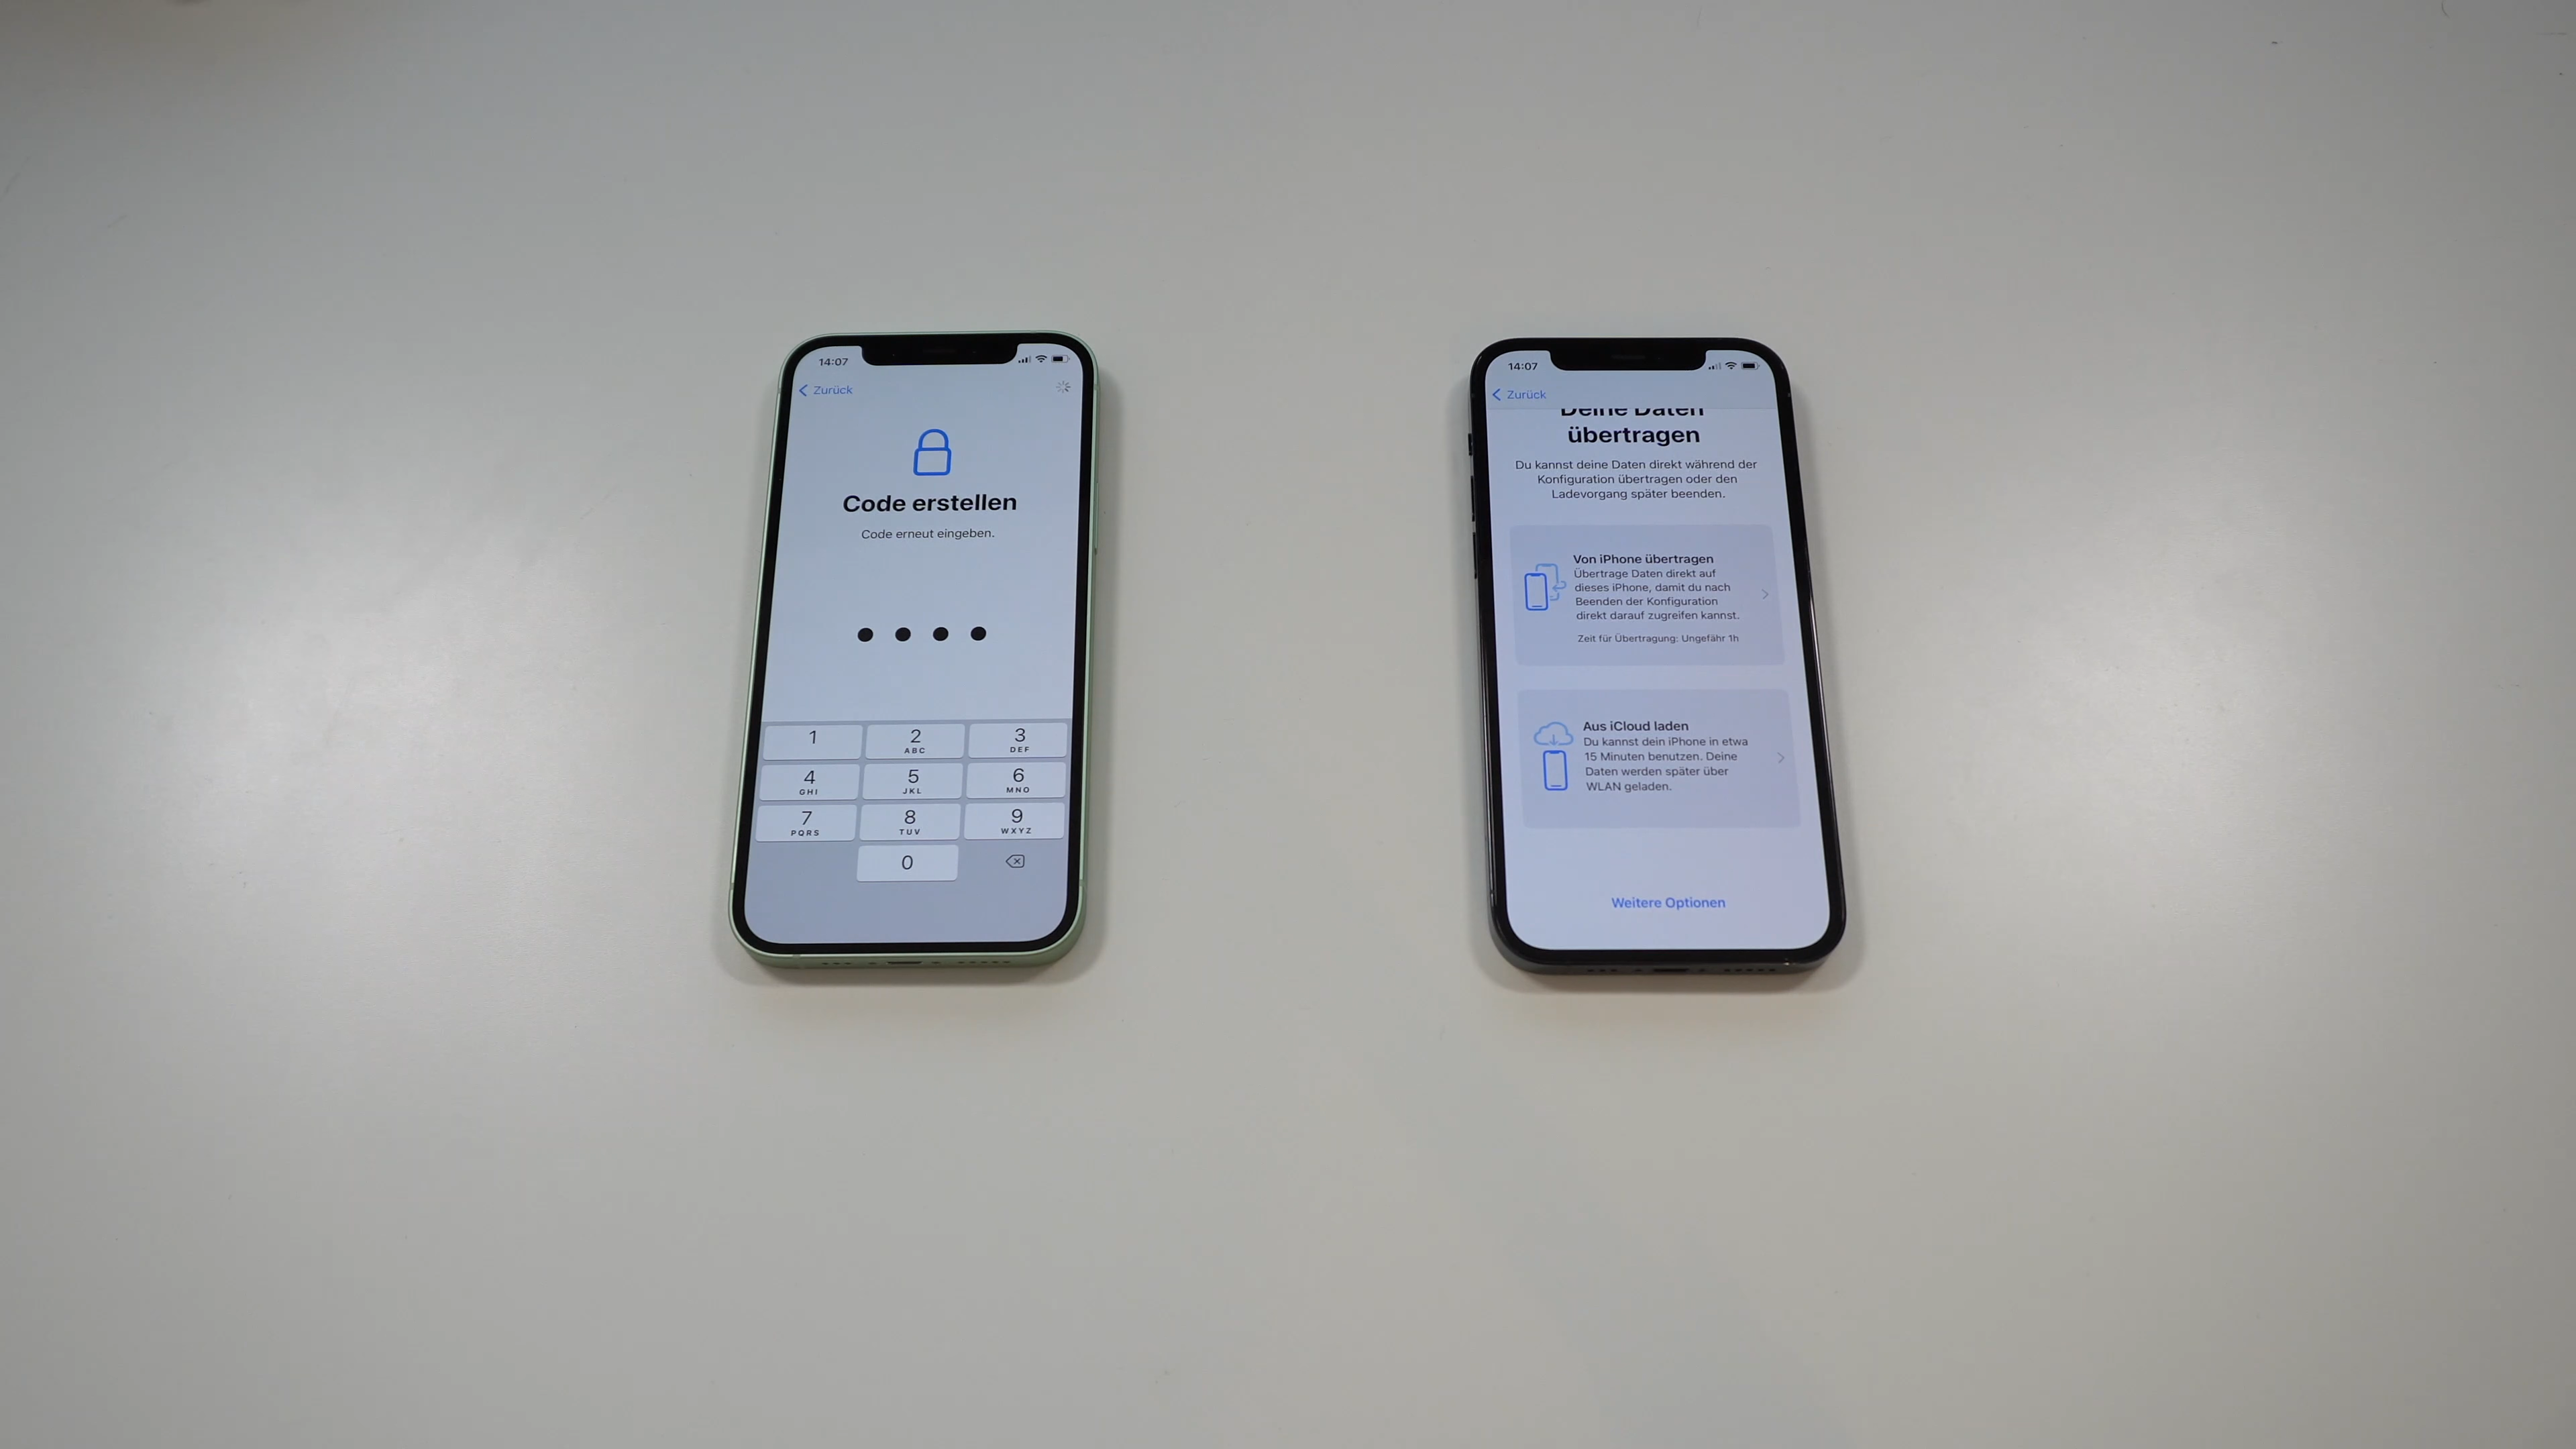 14:07
Zurück
Code erstellen
Code erneut eingeben.
1
2
ABC
3
DEF
4
GHI
5
JKL
6
MNO
7
PQRS
8
TUV
9
WXYZ
0
14:07
Zurück
Deine Daten
übertragen
Du kannst deine Daten direkt während der
Konfiguration übertragen oder den
Ladevorgang später beenden.
Von iPhone übertragen
Übertrage Daten direkt auf
dieses iPhone, damit du nach
Beenden der Konfiguration
direkt darauf zugreifen kannst.
Zeit für Übertragung: Ungefähr 1h
Aus iCloud laden
Du kannst dein iPhone in etwa
15 Minuten benutzen. Deine
Daten werden später über
WLAN geladen.
Weitere Optionen